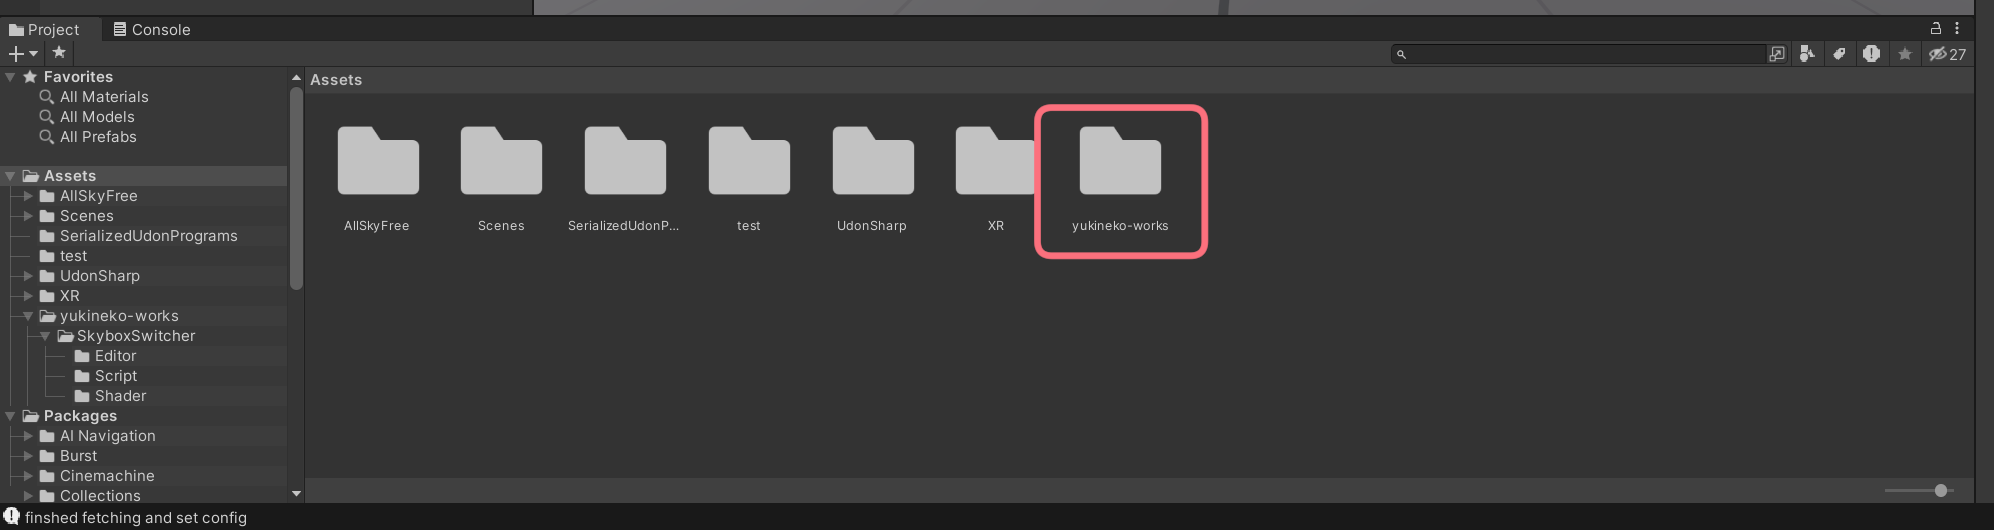 Project
Console
27
Favorites
All Materials
All Models
All Prefabs
Assets
AllSkyFree
Scenes
SerializedUdonPrograms
test
UdonSharp
XR
yukineko-works
SkyboxSwitcher
Editor
Script
Shader
Packages
AI Navigation
Burst
Cinemachine
Collections
Assets
AllSkyFree
Scenes
SerializedUdonP...
test
UdonSharp
XR
yukineko-works
finshed fetching and set config